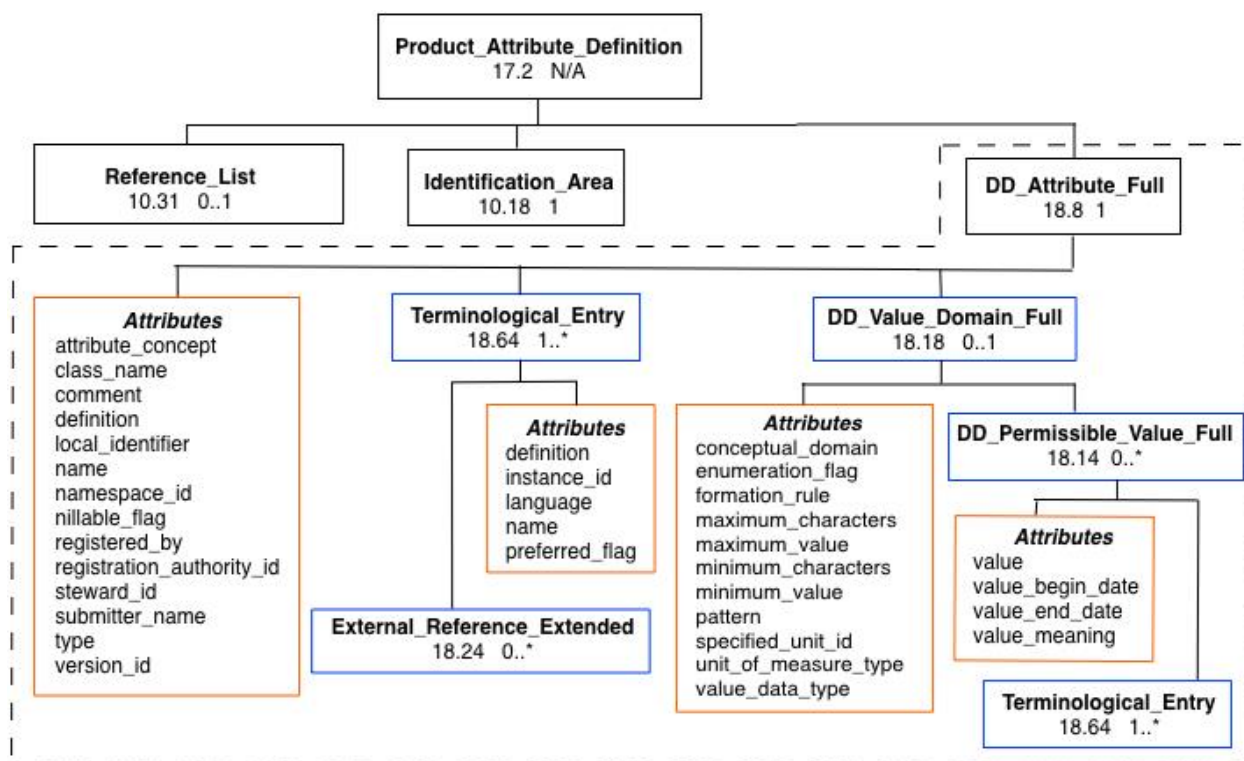 Product_Attribute_Definition
17.2 N/A
Reference_List
10.31 0..1
Identification_Area
10.18 1
DD_Attribute_Full
18.8 1
Attributes
attribute_concept
class_name
comment
definition
local_identifier
name
namespace_id
nillable_flag
registered_by
registration_authority_id
steward_id
submitter_name
type
version_id
Terminological_Entry
18.64 1..*
Attributes
definition
instance_id
language
name
preferred_flag
External_Reference_Extended
18.24 0..*
DD_Value_Domain_Full
18.18 0..1
Attributes
conceptual_domain
enumeration_flag
formation_rule
maximum_characters
maximum_value
minimum_characters
minimum_value
pattern
specified_unit_id
unit_of_measure_type
value_data_type
DD_Permissible_Value_Full
18.14 0..*
Attributes
value
value_begin_date
value_end_date
value_meaning
Terminological_Entry
18.64 1..*